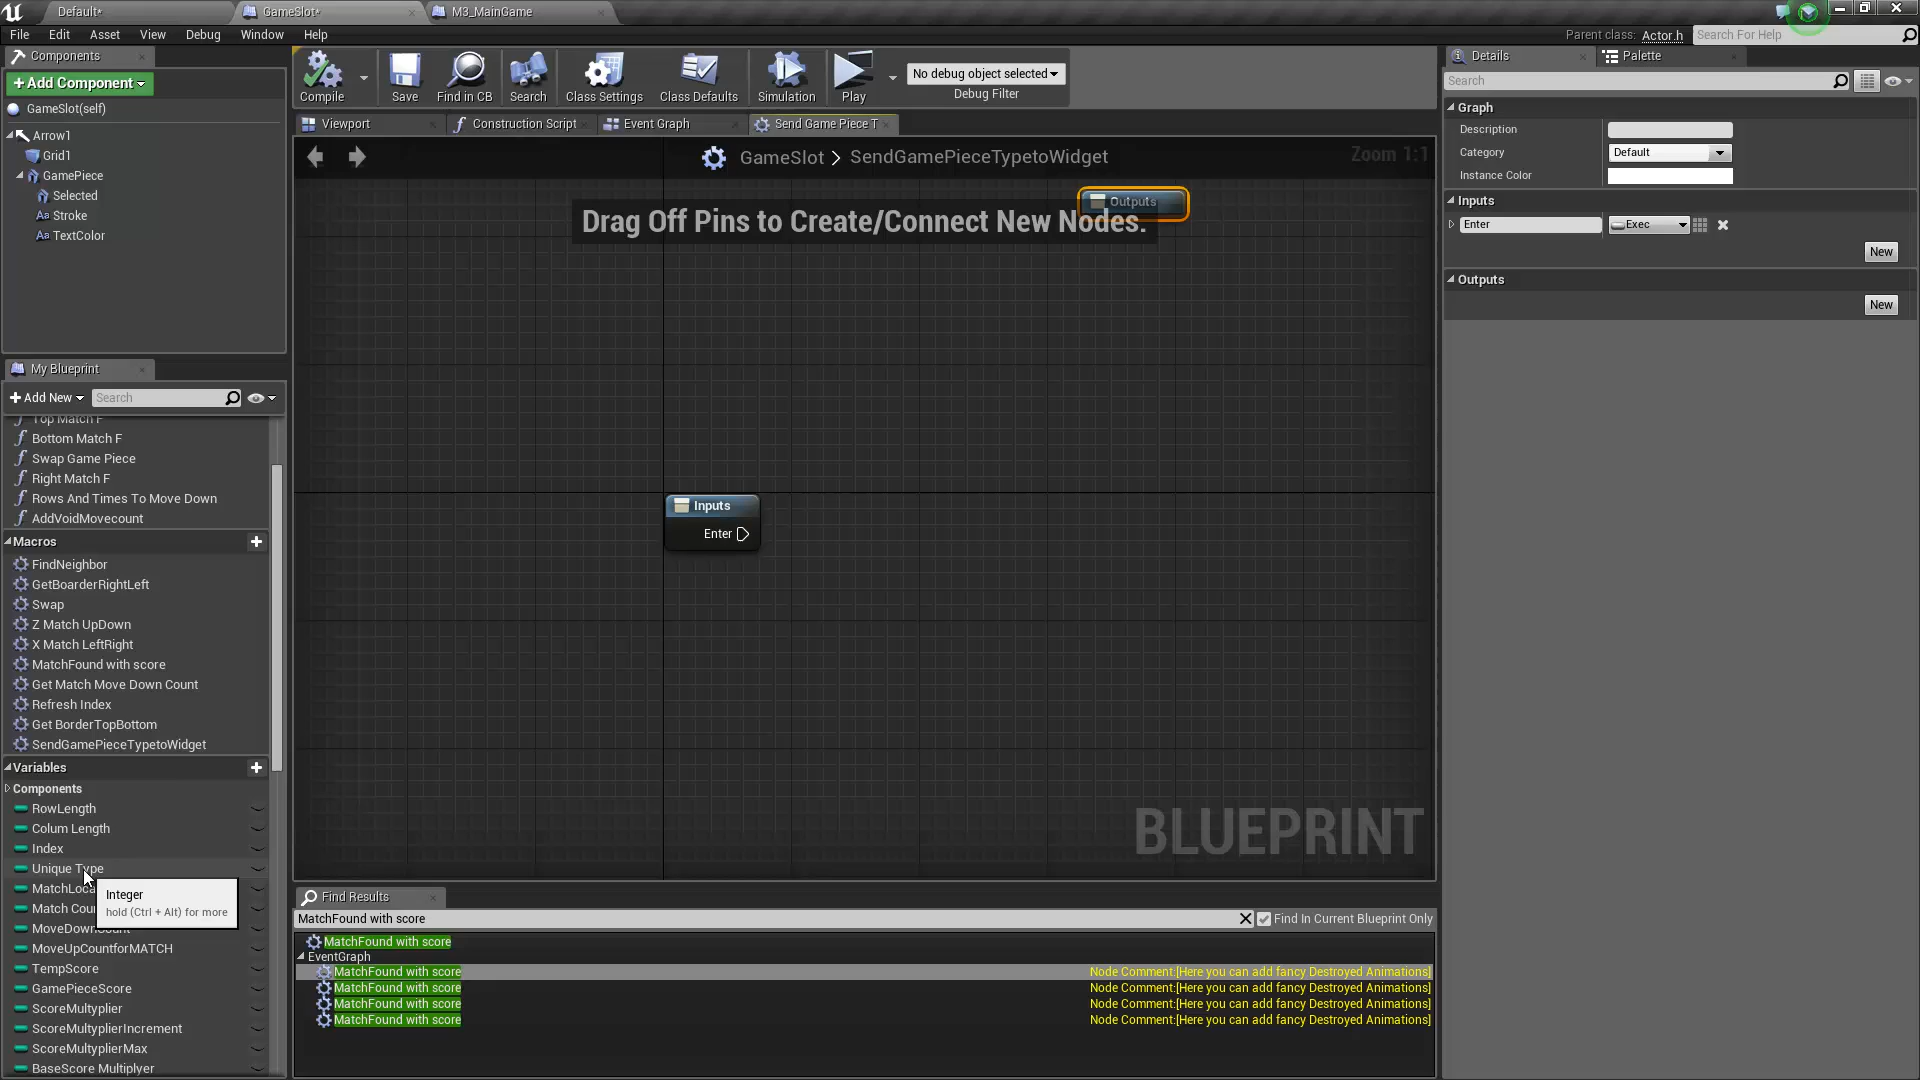 Default*
GameSlot*
M3_MainGame
File Edit Asset View Debug Window Help
Parent class: Actor.h
Search For Help
Components
+Add Component
GameSlot(self)
Arrow1
Grid1
GamePiece
Selected
Stroke
TextColor
Compile
Save
Find in CB
Search
Class Settings
Class Defaults
Simulation
Play
No debug object selected
Debug Filter
Viewport
Construction Script
Event Graph
Send Game Piece T
GameSlot > SendGamePieceTypetoWidget
Zoom 1:1
Outputs
Drag Off Pins to Create/Connect New Nodes.
Inputs
Enter
BLUEPRINT
Details
Palette
Search
Graph
Description
Category
Default
Instance Color
Inputs
Enter
Exec
New
Outputs
New
My Blueprint
+ Add New
Search
Top Match F
Bottom Match F
Swap Game Piece
Right Match F
Rows And Times To Move Down
AddVoidMovecount
Macros
FindNeighbor
GetBoarderRightLeft
Swap
Z Match UpDown
X Match LeftRight
MatchFound with score
Get Match Move Down Count
Refresh Index
Get BorderTopBottom
SendGamePieceTypetoWidget
Variables
Components
RowLength
Colum Length
Index
Unique Type
Integer
hold (Ctrl + Alt) for more
MoveUpCountforMATCH
TempScore
GamePieceScore
ScoreMultyplier
ScoreMultyplierIncrement
ScoreMultyplierMax
BaseScore Multiplyer
Find Results
MatchFound with score
Find In Current Blueprint Only
MatchFound with score
EventGraph
MatchFound with score Node Comment:[Here you can add fancy Destroyed Animations]
MatchFound with score Node Comment:[Here you can add fancy Destroyed Animations]
MatchFound with score Node Comment:[Here you can add fancy Destroyed Animations]
MatchFound with score Node Comment:[Here you can add fancy Destroyed Animations]